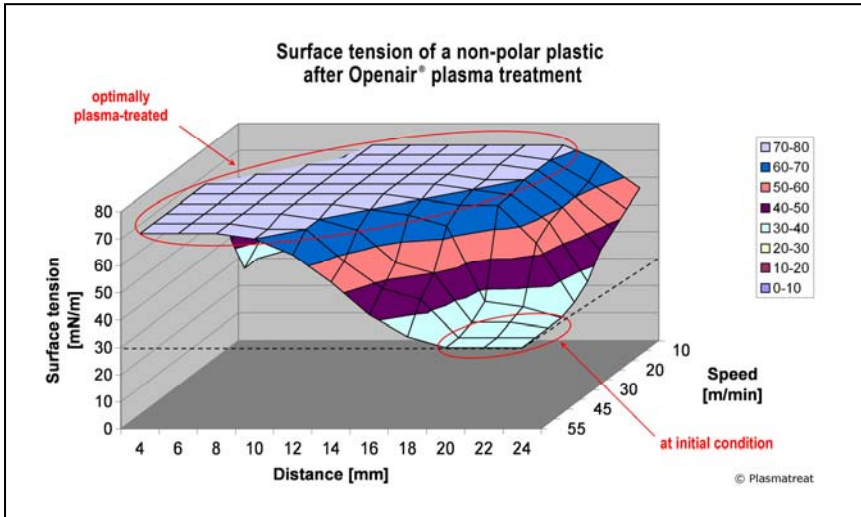 Surface tension of a non-polar plastic
after Openair® plasma treatment
optimally
plasma-treated
70-80
60-70
50-60
40-50
30-40
20-30
10-20
0-10
Surface tension
[mN/m]
80
70
60
50
40
30
20
10
0
4 6 8 10 12 14 16 18 20 22 24
Distance [mm]
10
20
30
45
55
Speed
[m/min]
at initial condition
© Plasmatreat